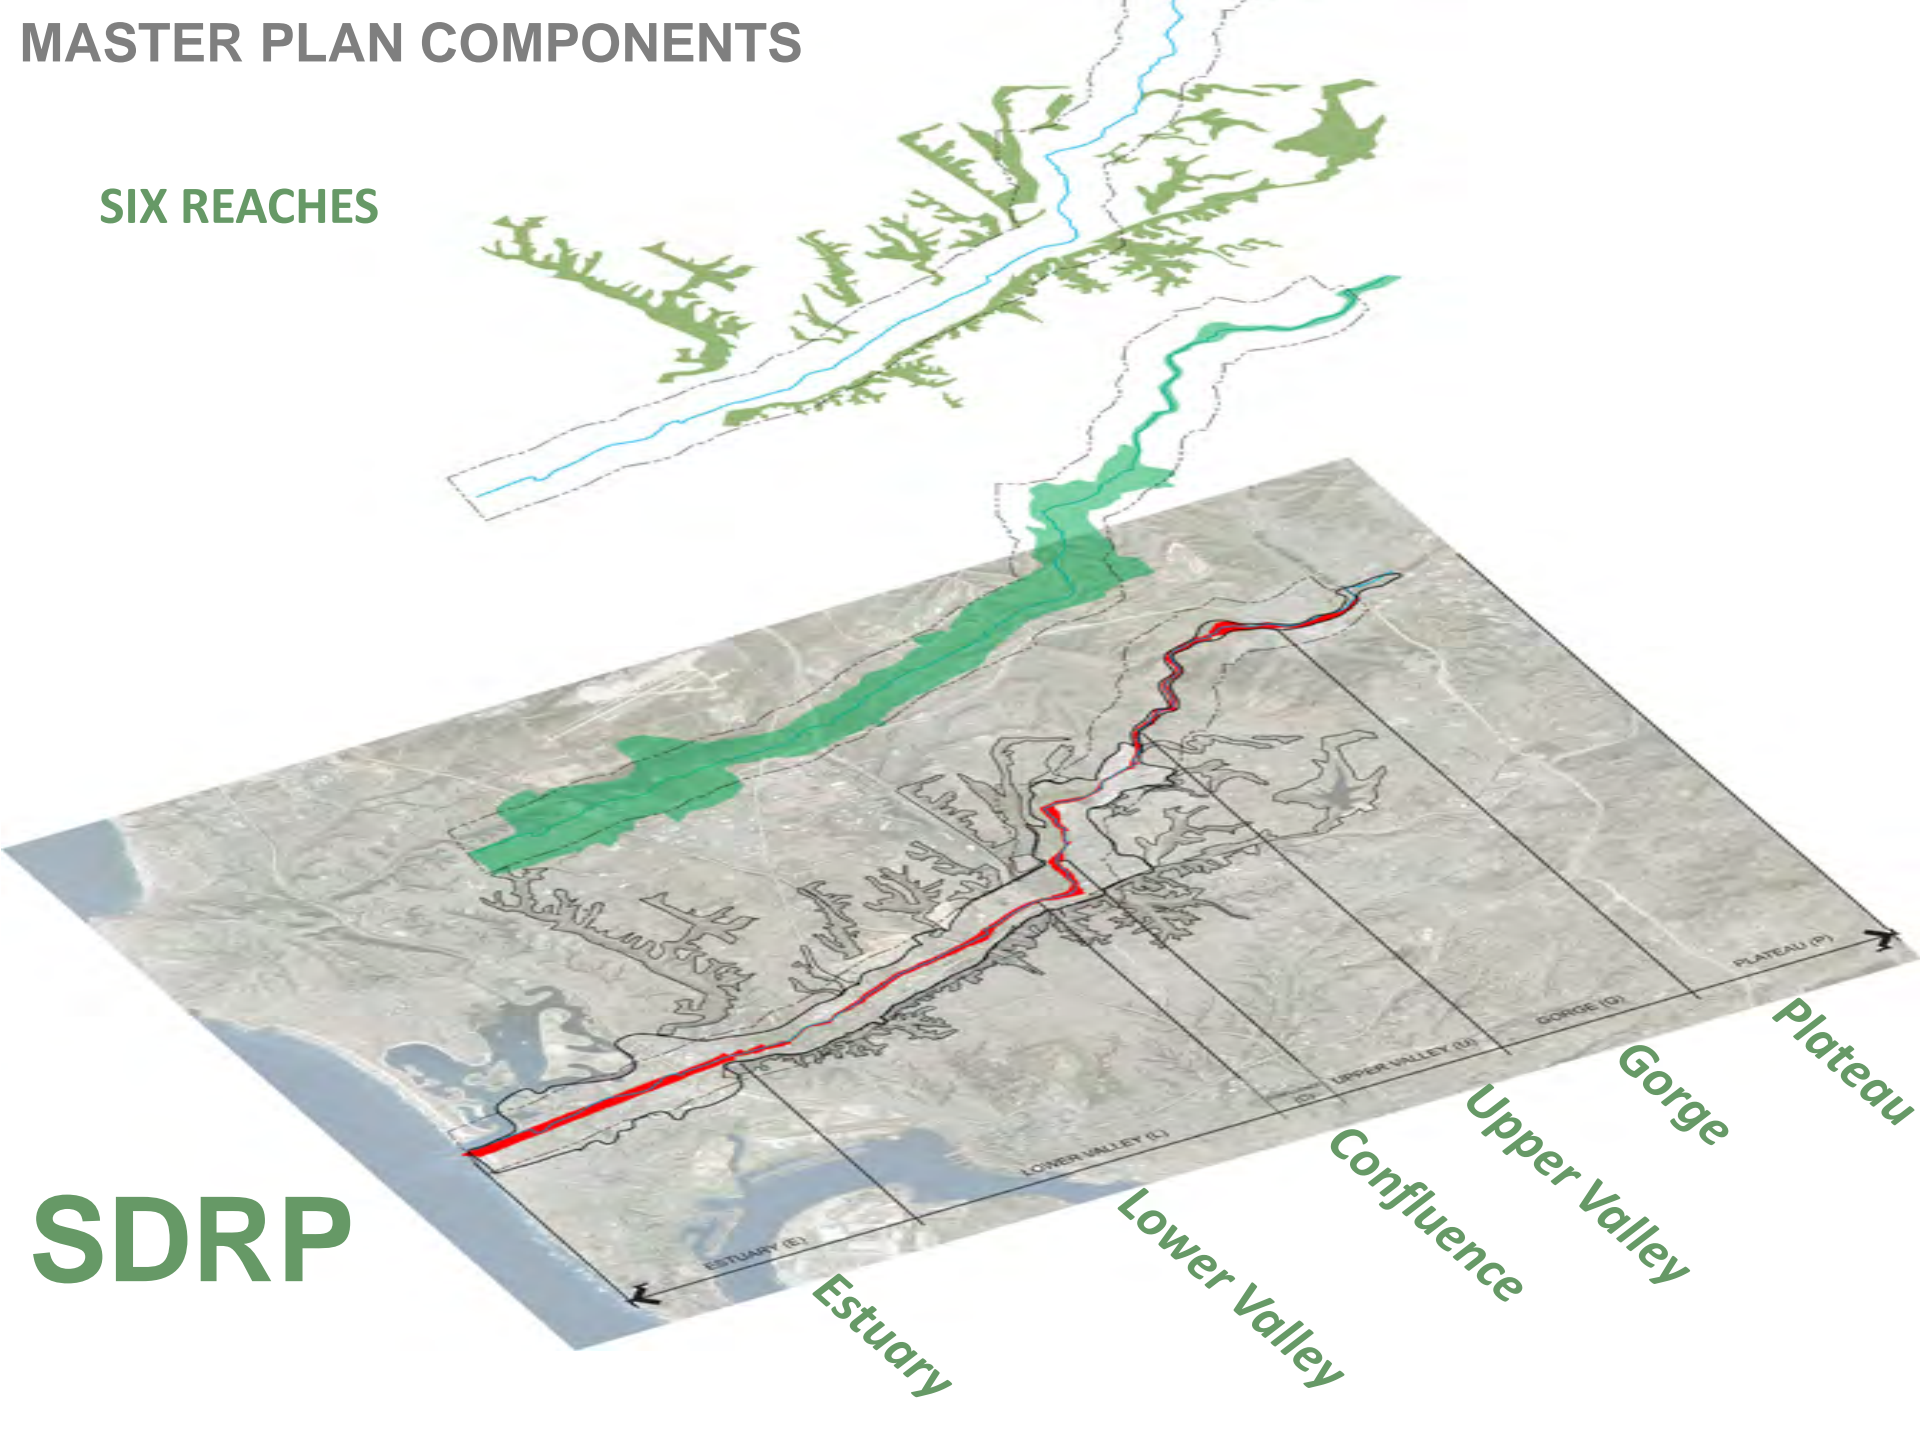 MASTER PLAN COMPONENTS
SIX REACHES
SDRP
PLATEAU (P)
GORGE (G)
UPPER VALLEY (U)
(C)
LOWER VALLEY (L)
ESTUARY (E)
Plateau
Gorge
Upper Valley
Confluence
Lower Valley
Estuary